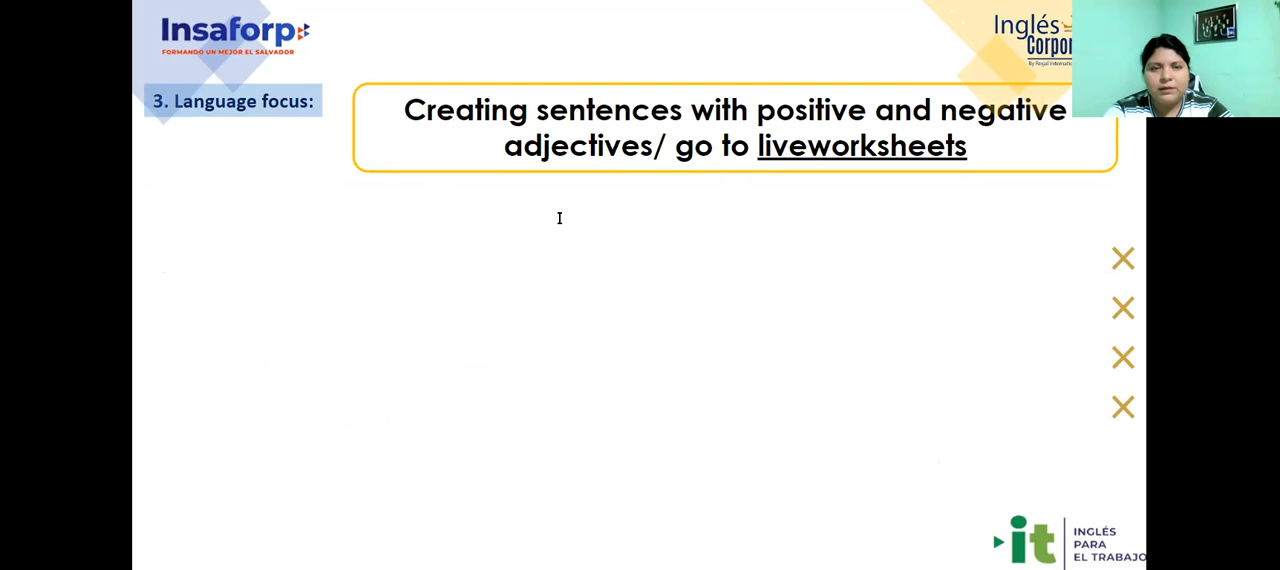 Insaforp
FORMANDO UN MEJOR EL SALVADOR
Inglés
3. Language focus:
Creating sentences with positive and negative
adjectives/ go to liveworksheets
it
INGLÉS
PARA
EL TRABAJO